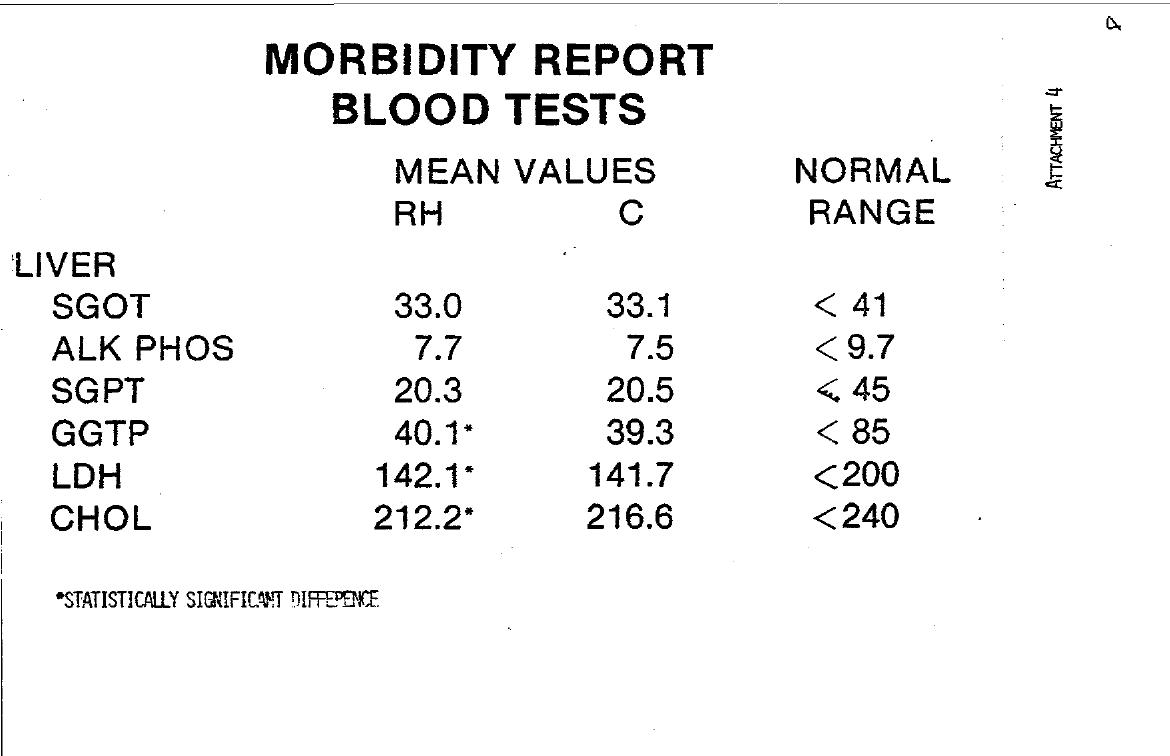 MORBIDITY REPORT
BLOOD TESTS
MEAN VALUES NORMAL
RH C RANGE
LIVER
SGOT 33.0 33.1 < 41
ALK PHOS 7.7 7.5 < 9.7
SGPT 20.3 20.5 < 45
GGTP 40.1* 39.3 < 85
LDH 142.1* 141.7 <200
CHOL 212.2* 216.6 <240
*STATISTICALLY SIGNIFICANT DIFFERENCE
ATTACHMENT 4